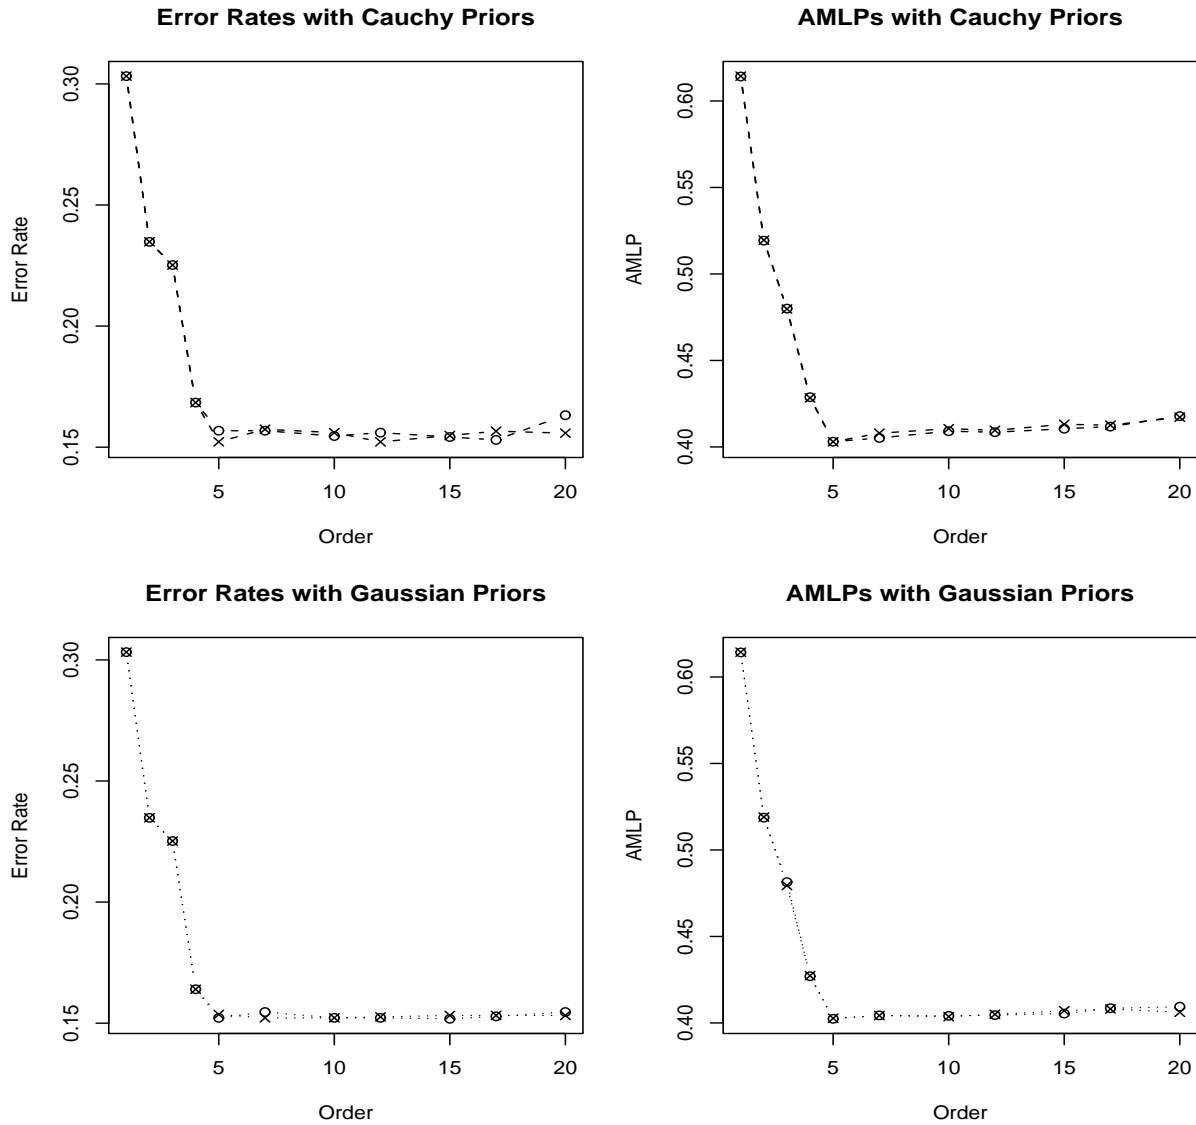 Error Rates with Cauchy Priors
Error Rate
0.30
0.25
0.20
0.15
5 10 15 20
Order
AMLPs with Cauchy Priors
AMLP
0.60
0.55
0.50
0.45
0.40
5 10 15 20
Order
Error Rates with Gaussian Priors
Error Rate
0.30
0.25
0.20
0.15
5 10 15 20
Order
AMLPs with Gaussian Priors
AMLP
0.60
0.55
0.50
0.45
0.40
5 10 15 20
Order